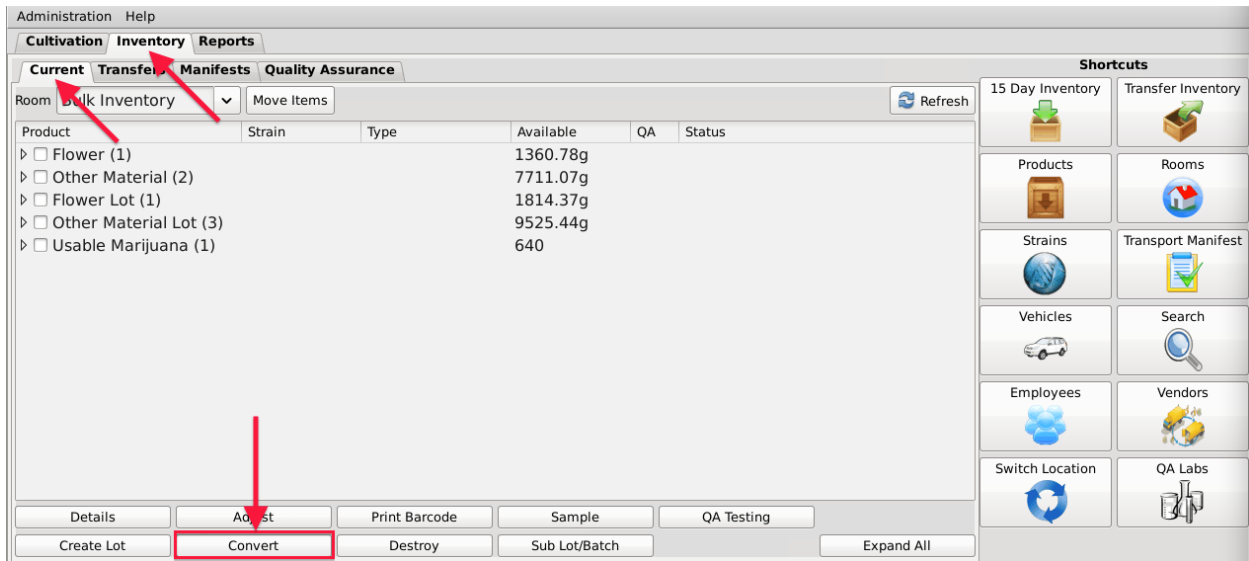 Administration Help
Cultivation Inventory Reports
Current Transfers Manifests Quality Assurance
Room Bulk Inventory Move Items Refresh
Product Strain Type Available QA Status
Flower (1) 1360.78g
Other Material (2) 7711.07g
Flower Lot (1) 1814.37g
Other Material Lot (3) 9525.44g
Usable Marijuana (1) 640
Details Adjust Print Barcode Sample QA Testing
Create Lot Convert Destroy Sub Lot/Batch Expand All
Shortcuts
15 Day Inventory Transfer Inventory
Products Rooms
Strains Transport Manifest
Vehicles Search
Employees Vendors
Switch Location QA Labs